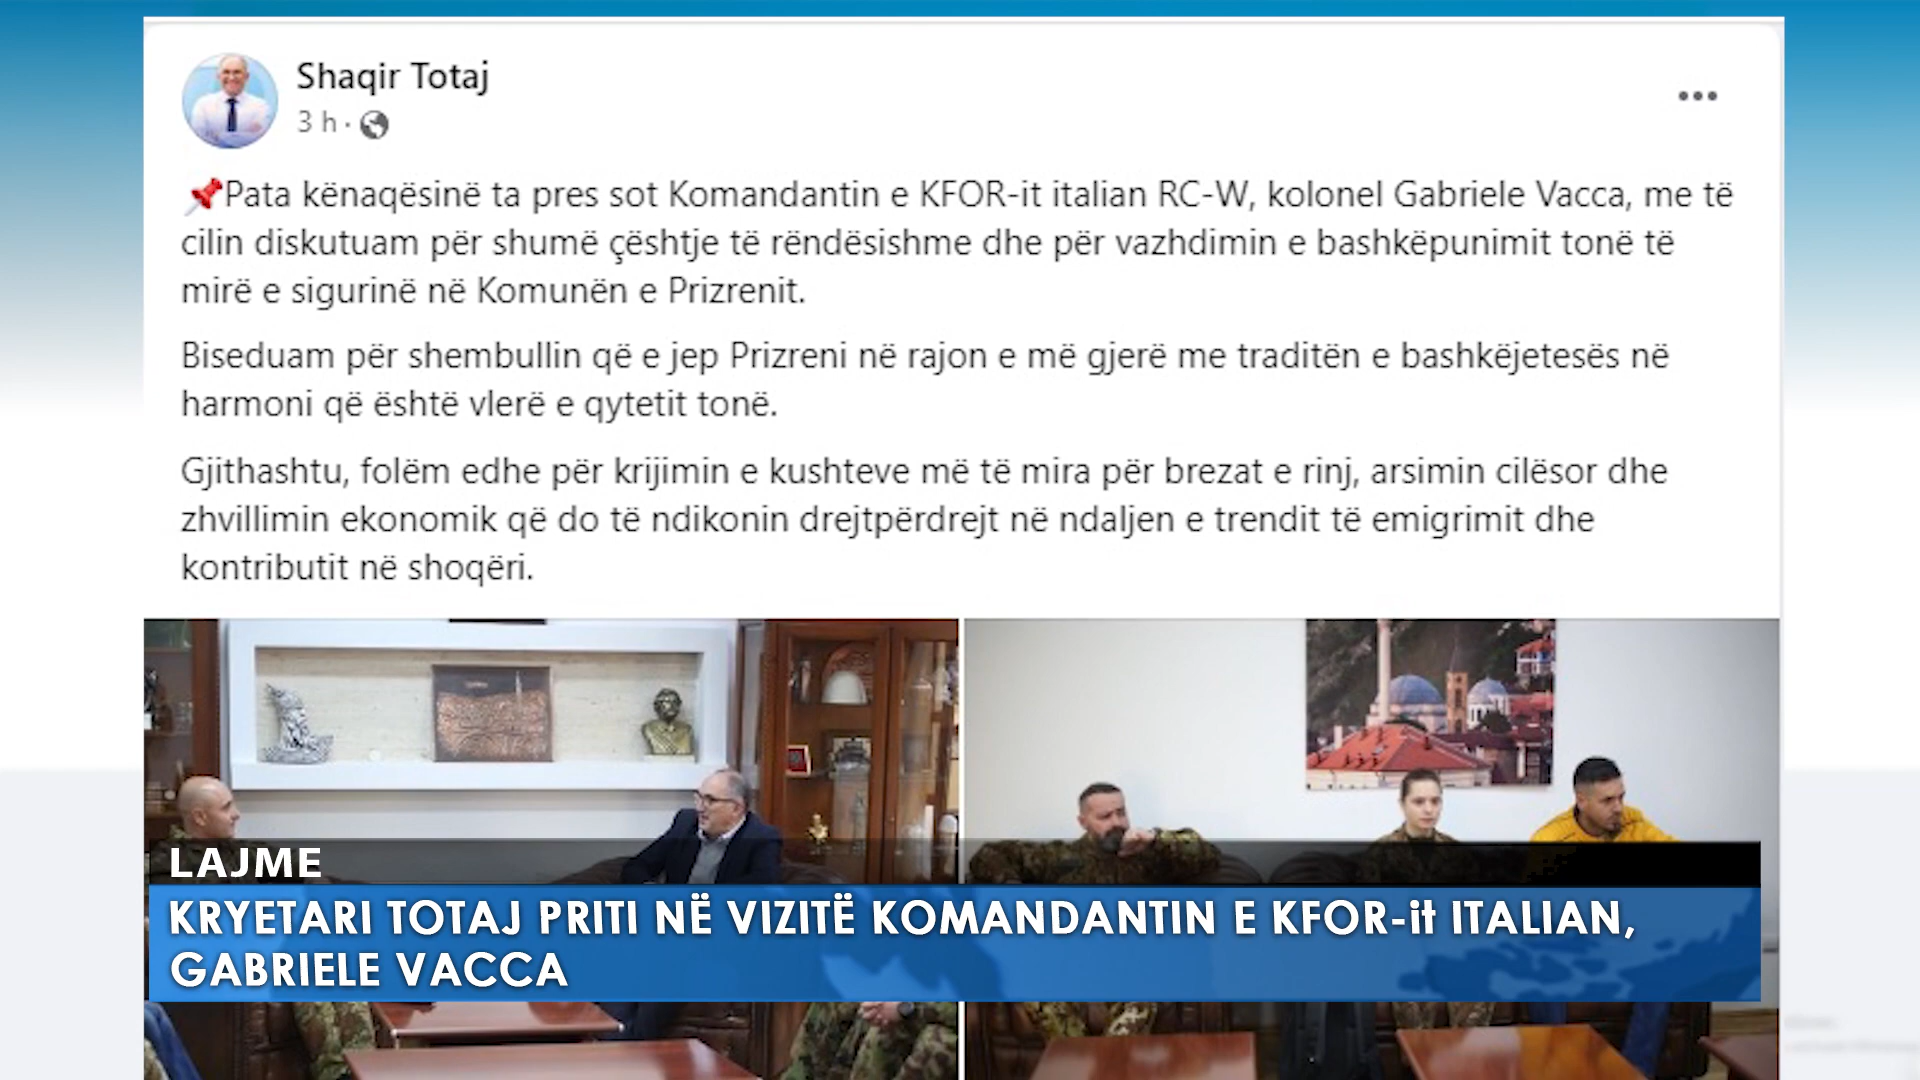 Shaqir Totaj
3 h ·
Pata kënaqësinë ta pres sot Komandantin e KFOR-it italian RC-W, kolonel Gabriele Vacca, me të
cilin diskutuam për shumë çështje të rëndësishme dhe për vazhdimin e bashkëpunimit tonë të
mirë e sigurinë në Komunën e Prizrenit.
Biseduam për shembullin që e jep Prizreni në rajon e më gjerë me traditën e bashkëjetesës në
harmoni që është vlerë e qytetit tonë.
Gjithashtu, folëm edhe për krijimin e kushteve më të mira për brezat e rinj, arsimin cilësor dhe
zhvillimin ekonomik që do të ndikonin drejtpërdrejt në ndaljen e trendit të emigrimit dhe
kontributit në shoqëri.
LAJME
KRYETARI TOTAJ PRITI NË VIZITË KOMANDANTIN E KFOR-it ITALIAN,
GABRIELE VACCA